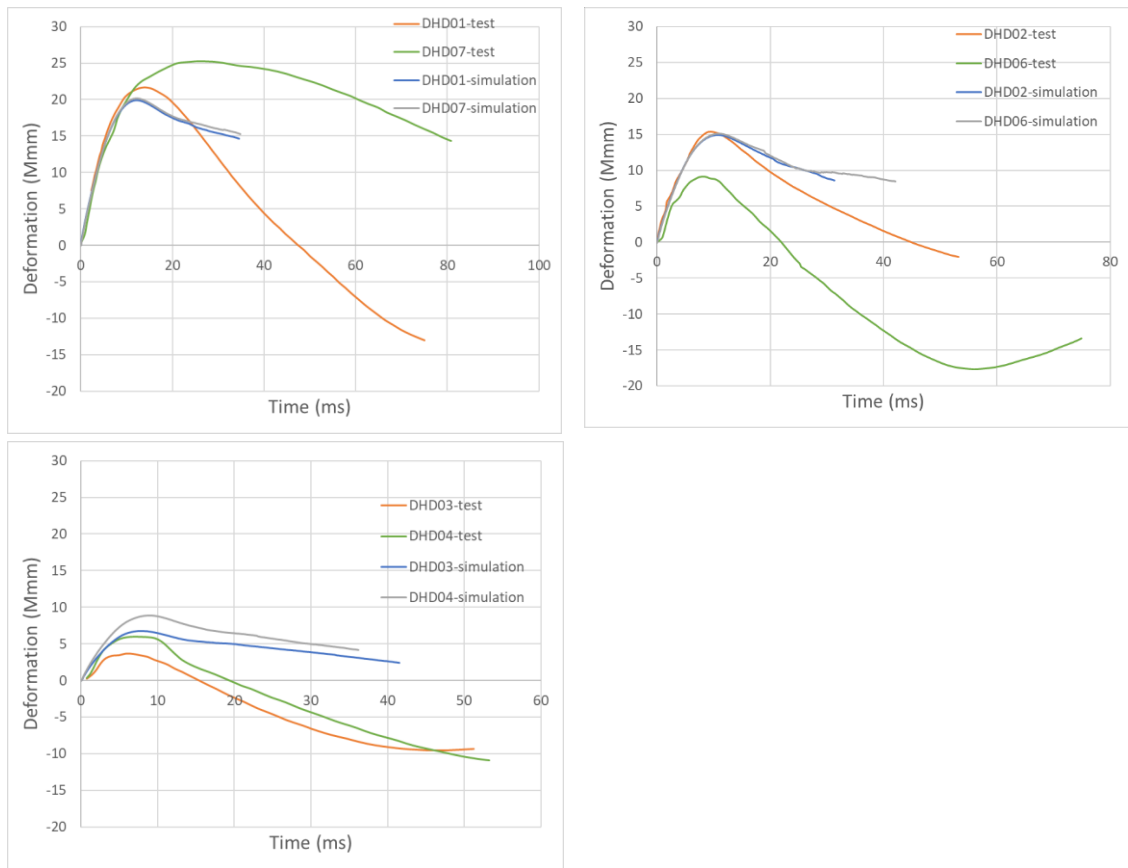 30
25
20
15
10
5
0
-5
-10
-15
-20
0
20
40
60
80
100
Deformation (Mmm)
Time (ms)
DHD01-test
DHD07-test
DHD01-simulation
DHD07-simulation
30
25
20
15
10
5
0
-5
-10
-15
-20
0
20
40
60
80
Deformation (Mmm)
Time (ms)
DHD02-test
DHD06-test
DHD02-simulation
DHD06-simulation
30
25
20
15
10
5
0
-5
-10
-15
-20
0
10
20
30
40
50
60
Deformation (Mmm)
Time (ms)
DHD03-test
DHD04-test
DHD03-simulation
DHD04-simulation